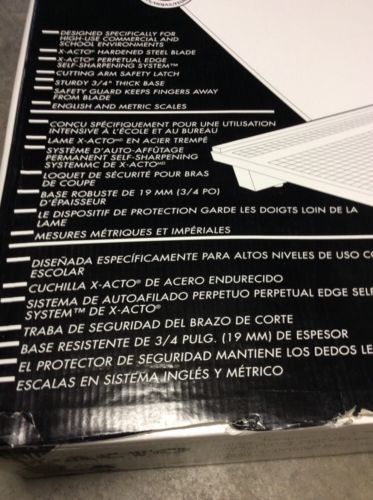 DESIGNED SPECIFICALLY FOR
HIGH-USE COMMERCIAL AND
SCHOOL ENVIRONMENTS
X-ACTO® HARDENED STEEL BLADE
X-ACTO® PERPETUAL EDGE
SELF-SHARPENING SYSTEM™
CUTTING ARM SAFETY LATCH
STURDY 3/4" THICK BASE
SAFETY GUARD KEEPS FINGERS AWAY
FROM BLADE
ENGLISH AND METRIC SCALES
CONÇU SPÉCIFIQUEMENT POUR UNE UTILISATION
INTENSIVE À L'ÉCOLE ET AU BUREAU
LAME X-ACTOMD EN ACIER TREMPÉ
SYSTÈME D'AUTO-AFFÛTAGE
PERMANENT SELF-SHARPENING
SYSTEMMC DE X-ACTOMD
LOQUET DE SÉCURITÉ POUR BRAS
DE COUPE
BASE ROBUSTE DE 19 MM (3/4 PO)
D'ÉPAISSEUR
LE DISPOSITIF DE PROTECTION GARDE LES DOIGTS LOIN DE LA
LAME
MESURES MÉTRIQUES ET IMPÉRIALES
DISEÑADA ESPECÍFICAMENTE PARA ALTOS NIVELES DE USO CO
ESCOLAR
CUCHILLA X-ACTO® DE ACERO ENDURECIDO
SISTEMA DE AUTOAFILADO PERPETUO PERPETUAL EDGE SELF
SYSTEM™ DE X-ACTO®
TRABA DE SEGURIDAD DEL BRAZO DE CORTE
BASE RESISTENTE DE 3/4 PULG. (19 MM) DE ESPESOR
EL PROTECTOR DE SEGURIDAD MANTIENE LOS DEDOS LE
ESCALAS EN SISTEMA INGLÉS Y MÉTRICO